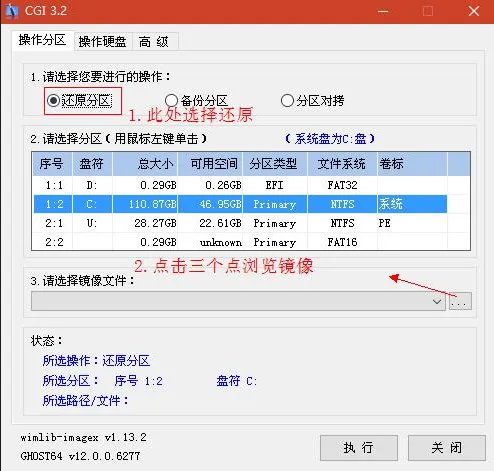 CGI 3.2
操作分区 操作硬盘 高 级
1.请选择您要进行的操作：
还原分区 备份分区 分区对拷
1.此处选择还原
2.请选择分区（用鼠标左键单击） （系统盘为C:盘）
序号 盘符 总大小 可用空间 分区类型 文件系统 卷标
1:1 D: 0.29GB 0.26GB EFI FAT32
1:2 C: 110.87GB 46.95GB Primary NTFS 系统
2:1 U: 28.27GB 22.61GB Primary NTFS PE
2:2 0.29GB unknown Primary FAT16
2.点击三个点浏览镜像
3.请选择镜像文件：
...
状态：
所选操作：还原分区
所选分区： 序号 1:2 盘符 C:
所选路径/文件：
wimlib-imagex v1.13.2
GHOST64 v12.0.0.6277
执 行 关 闭